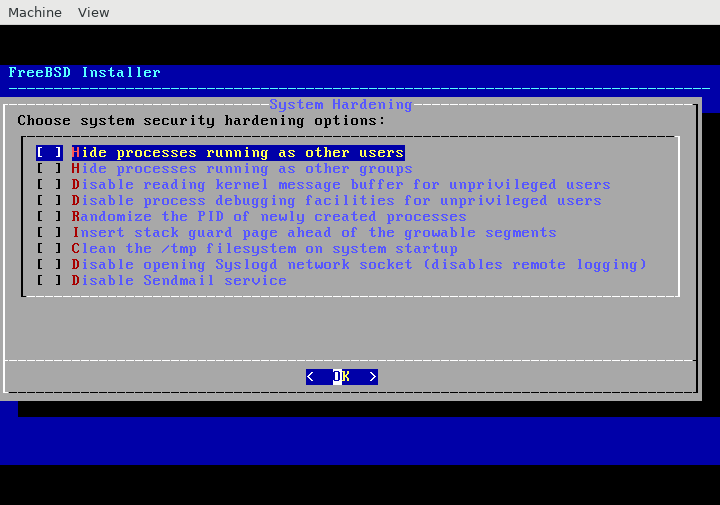 Machine View
FreeBSD Installer
System Hardening
Choose system security hardening options:
[ ] Hide processes running as other users
[ ] Hide processes running as other groups
[ ] Disable reading kernel message buffer for unprivileged users
[ ] Disable process debugging facilities for unprivileged users
[ ] Randomize the PID of newly created processes
[ ] Insert stack guard page ahead of the growable segments
[ ] Clean the /tmp filesystem on system startup
[ ] Disable opening Syslogd network socket (disables remote logging)
[ ] Disable Sendmail service
< OK >